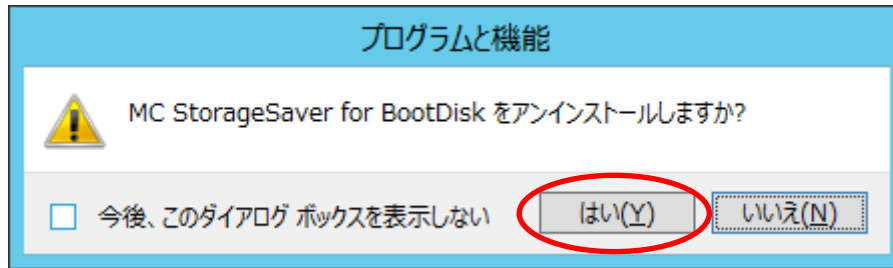 プログラムと機能
MC StorageSaver for BootDisk をアンインストールしますか?
今後、このダイアログ ボックスを表示しない
はい(Y)
いいえ(N)